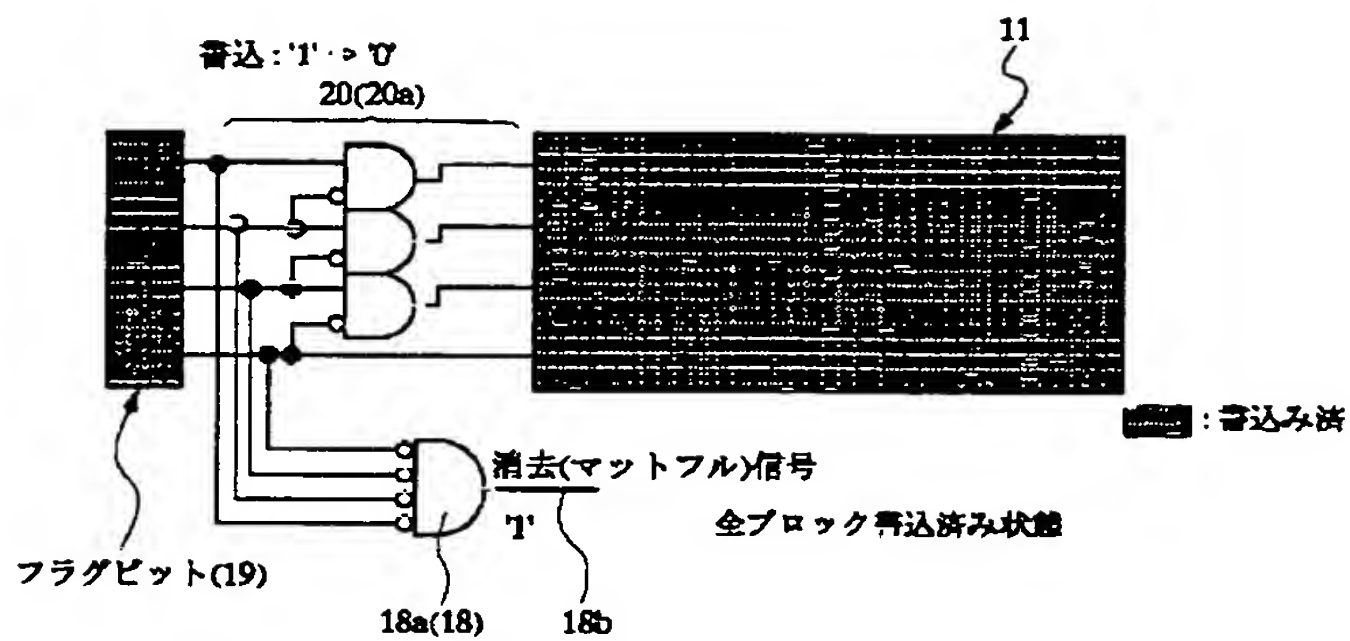 11
書込 : '1' -> '0'
20(20a)
: 書込み済
消去(マットフル)信号
'1'
全ブロック書込済み状態
フラグビット(19)
18a(18)
18b